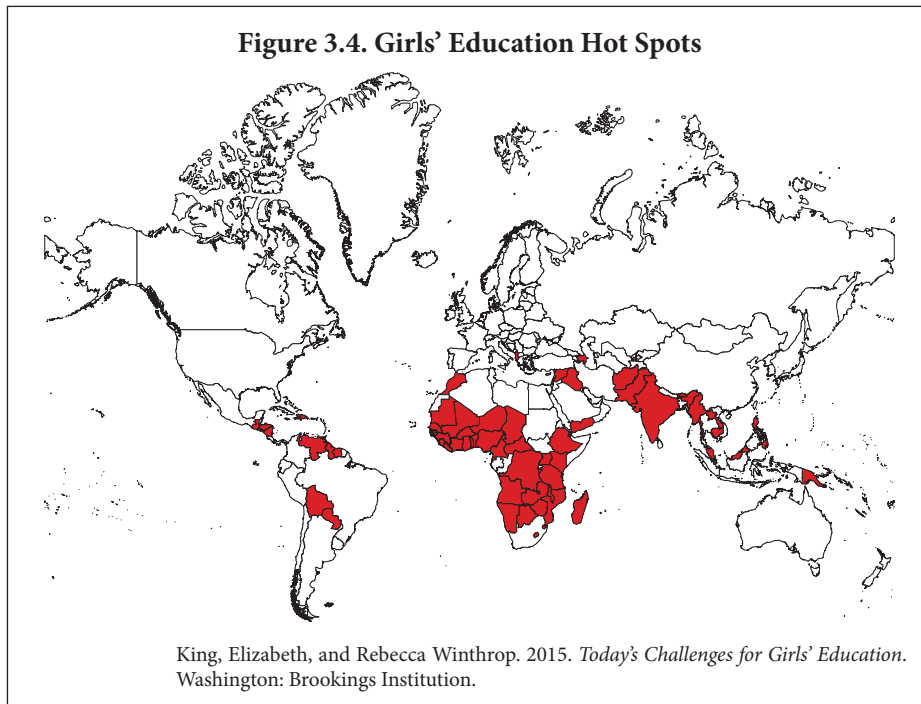 Figure 3.4. Girls’ Education Hot Spots
King, Elizabeth, and Rebecca Winthrop. 2015. Today’s Challenges for Girls’ Education.
Washington: Brookings Institution.